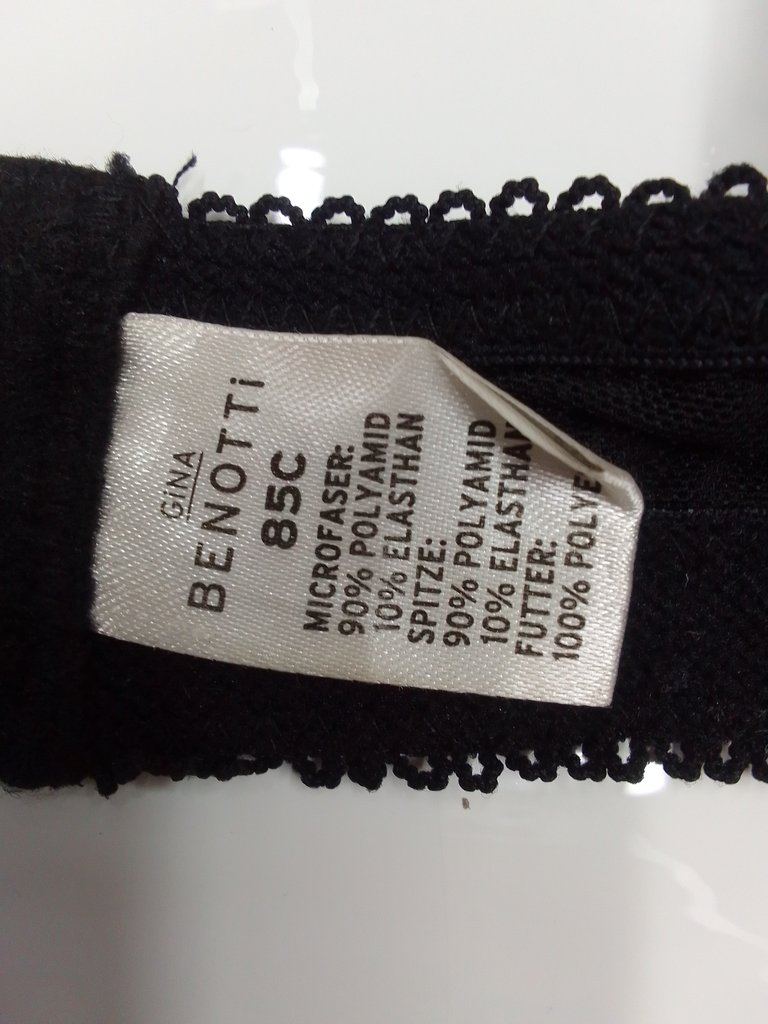 GiNA
BENOTTi
85C
MICROFASER:
90% POLYAMID
10% ELASTHAN
SPITZE:
90% POLYAMID
10% ELASTHAN
FUTTER:
100% POLYE